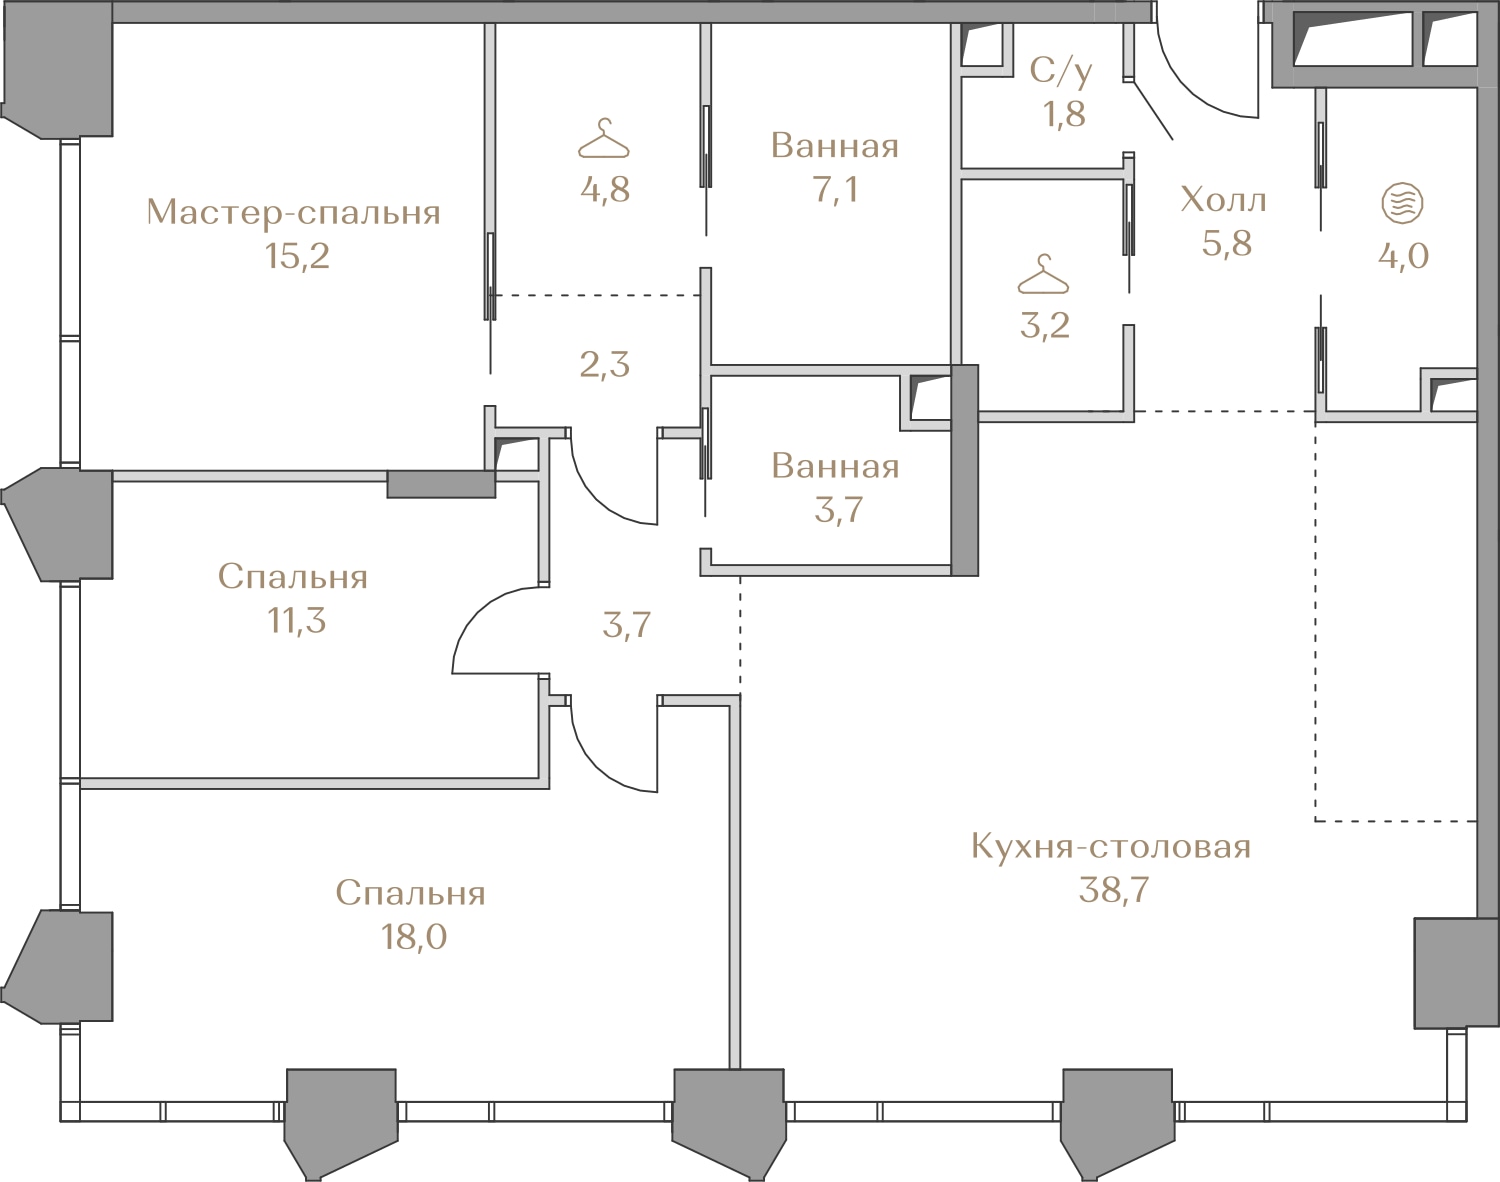 С/у
1,8
Ванная
7,1
4,8
Мастер-спальня
15,2
Холл
5,8
4,0
3,2
2,3
Ванная
3,7
Спальня
11,3
3,7
Кухня-столовая
38,7
Спальня
18,0